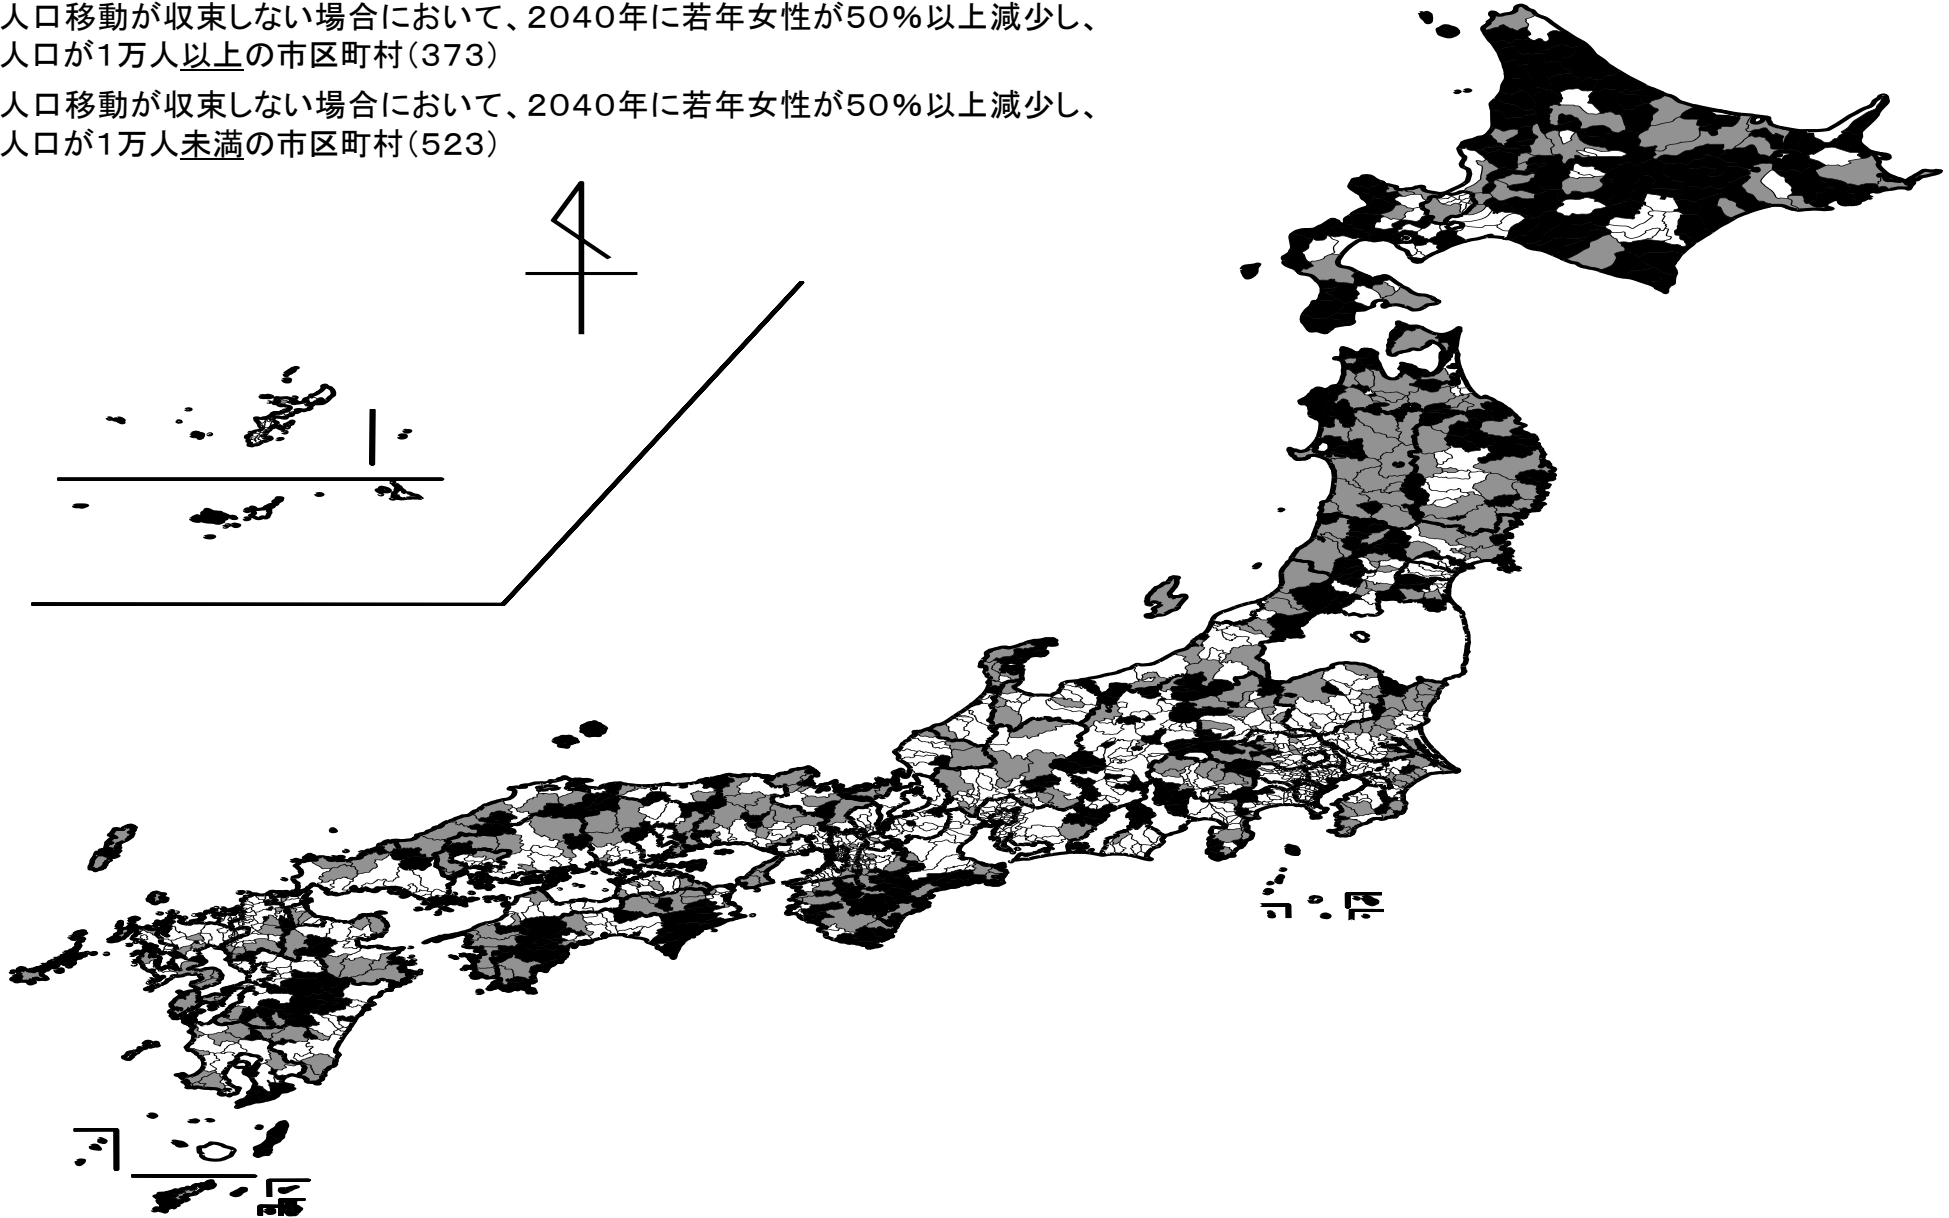 人口移動が収束しない場合において、2040年に若年女性が50%以上減少し、
人口が1万人以上の市区町村(373)
人口移動が収束しない場合において、2040年に若年女性が50%以上減少し、
人口が1万人未満の市区町村(523)